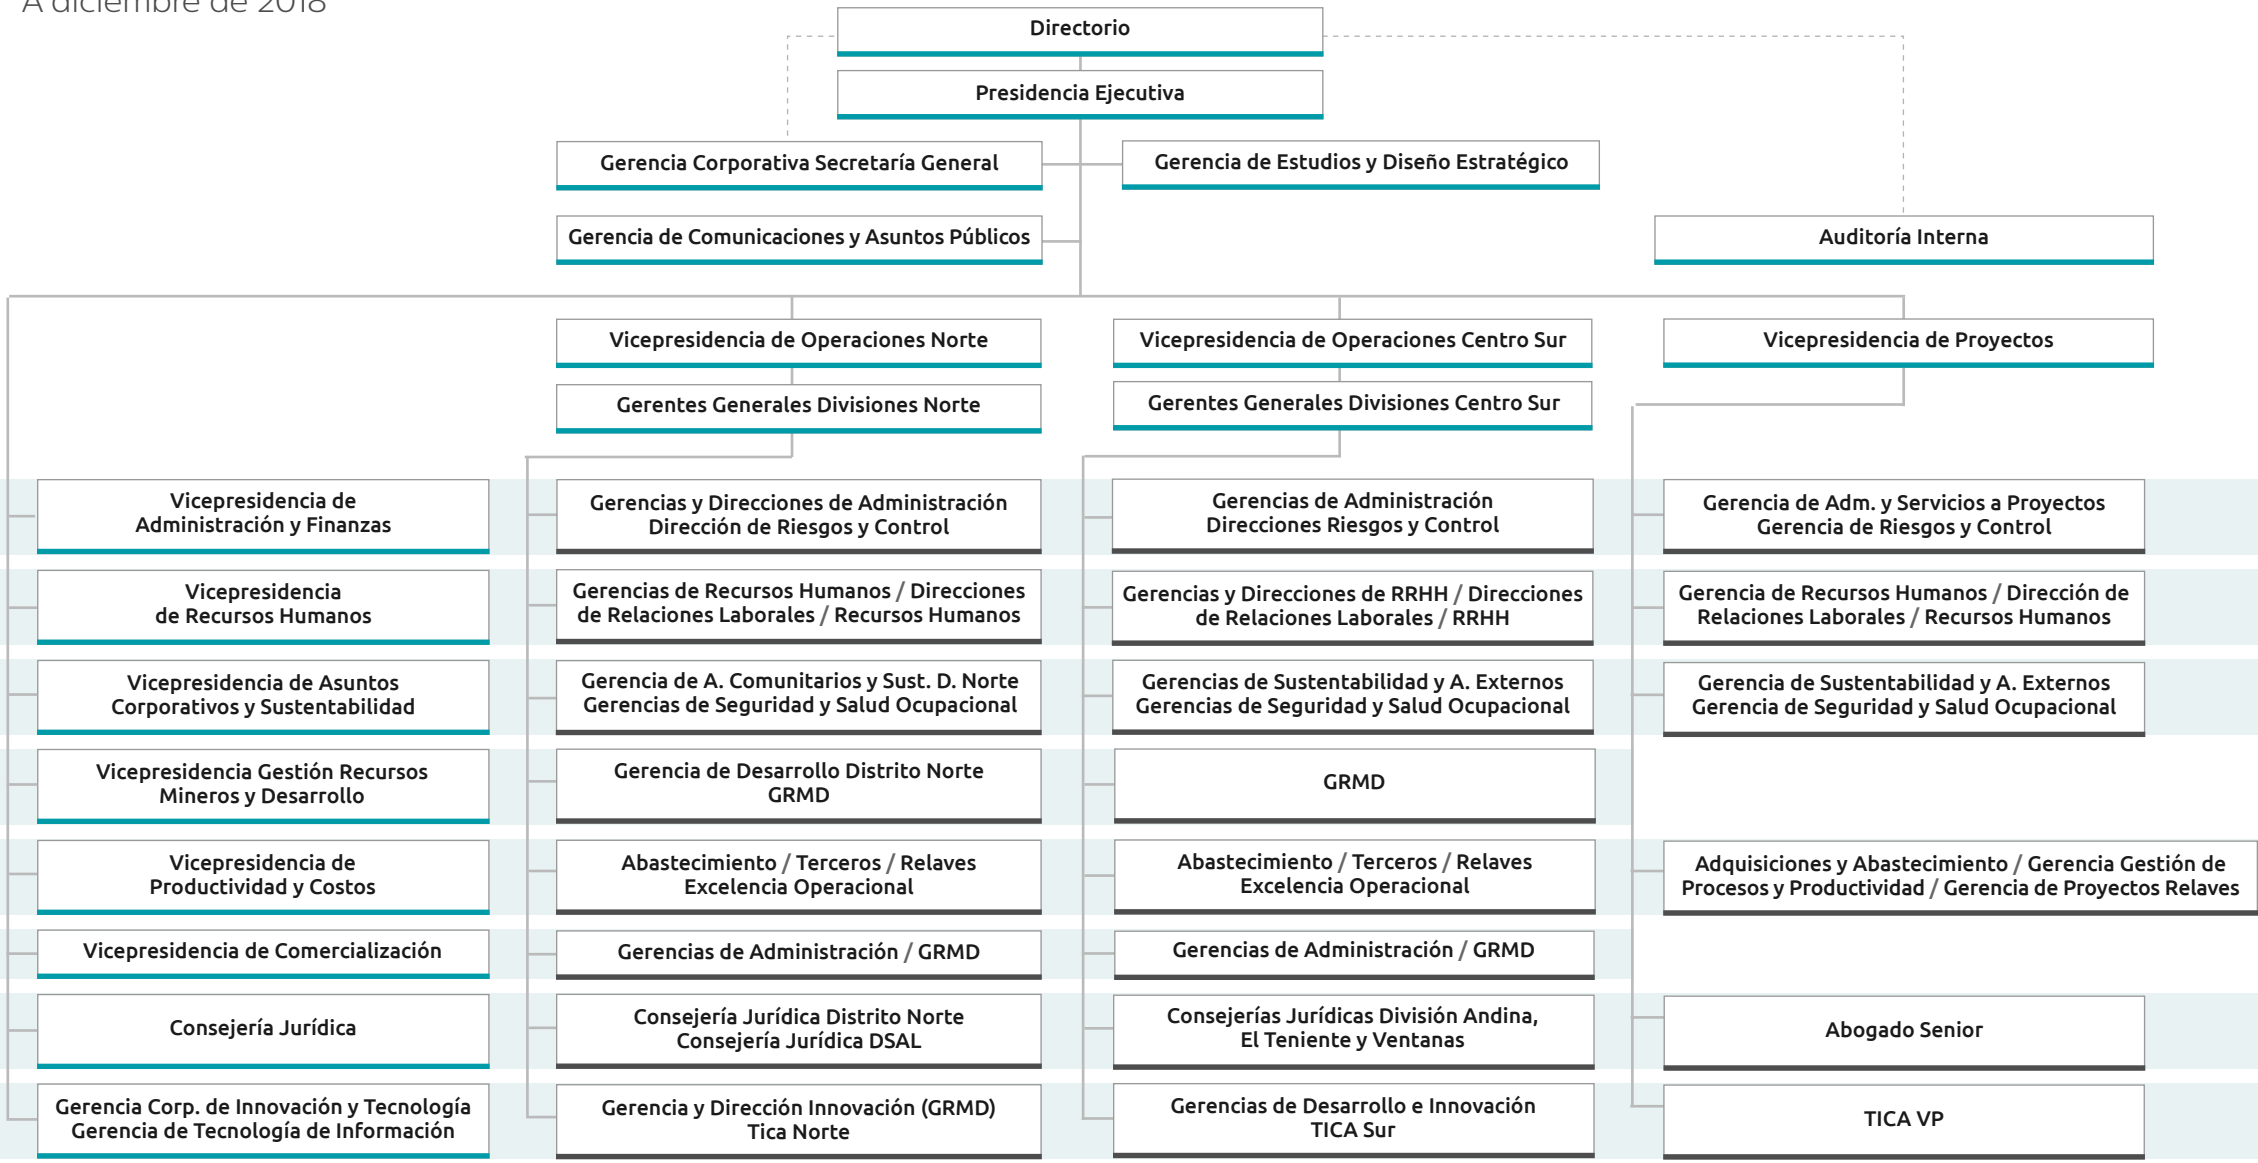 A diciembre de 2018
Directorio
Presidencia Ejecutiva
Gerencia Corporativa Secretaría General
Gerencia de Estudios y Diseño Estratégico
Gerencia de Comunicaciones y Asuntos Públicos
Auditoría Interna
Vicepresidencia de Operaciones Norte
Vicepresidencia de Operaciones Centro Sur
Vicepresidencia de Proyectos
Gerentes Generales Divisiones Norte
Gerentes Generales Divisiones Centro Sur
Vicepresidencia de
Administración y Finanzas
Gerencias y Direcciones de Administración
Dirección de Riesgos y Control
Gerencias de Administración
Direcciones Riesgos y Control
Gerencia de Adm. y Servicios a Proyectos
Gerencia de Riesgos y Control
Vicepresidencia
de Recursos Humanos
Gerencias de Recursos Humanos / Direcciones
de Relaciones Laborales / Recursos Humanos
Gerencias y Direcciones de RRHH / Direcciones
de Relaciones Laborales / RRHH
Gerencia de Recursos Humanos / Dirección de
Relaciones Laborales / Recursos Humanos
Vicepresidencia de Asuntos
Corporativos y Sustentabilidad
Gerencia de A. Comunitarios y Sust. D. Norte
Gerencias de Seguridad y Salud Ocupacional
Gerencias de Sustentabilidad y A. Externos
Gerencias de Seguridad y Salud Ocupacional
Gerencia de Sustentabilidad y A. Externos
Gerencia de Seguridad y Salud Ocupacional
Vicepresidencia Gestión Recursos
Mineros y Desarrollo
Gerencia de Desarrollo Distrito Norte
GRMD
GRMD
Vicepresidencia de
Productividad y Costos
Abastecimiento / Terceros / Relaves
Excelencia Operacional
Abastecimiento / Terceros / Relaves
Excelencia Operacional
Adquisiciones y Abastecimiento / Gerencia Gestión de
Procesos y Productividad / Gerencia de Proyectos Relaves
Vicepresidencia de Comercialización
Gerencias de Administración / GRMD
Gerencias de Administración / GRMD
Consejería Jurídica
Consejería Jurídica Distrito Norte
Consejería Jurídica DSAL
Consejerías Jurídicas División Andina,
El Teniente y Ventanas
Abogado Senior
Gerencia Corp. de Innovación y Tecnología
Gerencia de Tecnología de Información
Gerencia y Dirección Innovación (GRMD)
Tica Norte
Gerencias de Desarrollo e Innovación
TICA Sur
TICA VP